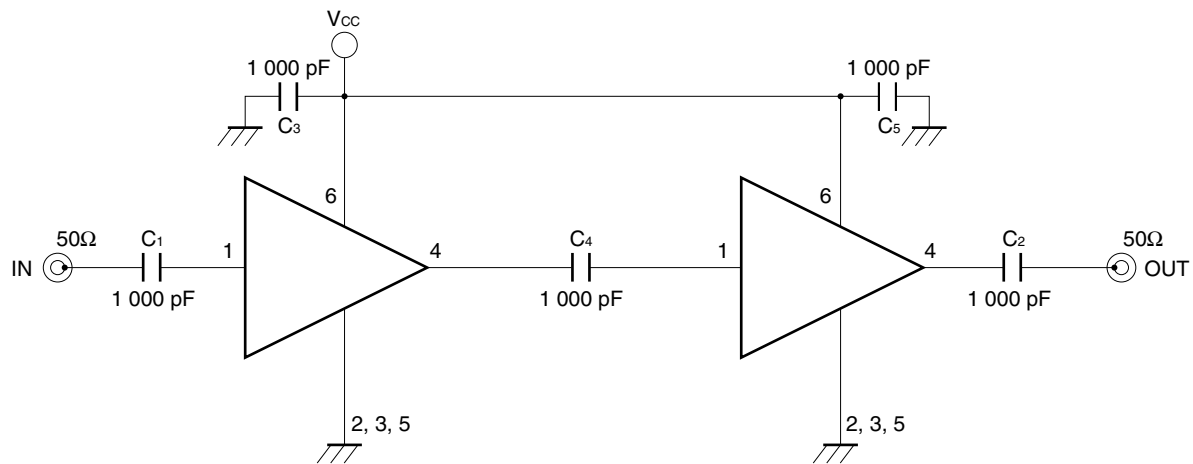 VCC
1 000 pF
1 000 pF
C3
C5
6
6
50Ω
C1
1
4
C4
1
4
C2
50Ω
IN
OUT
1 000 pF
1 000 pF
1 000 pF
2, 3, 5
2, 3, 5